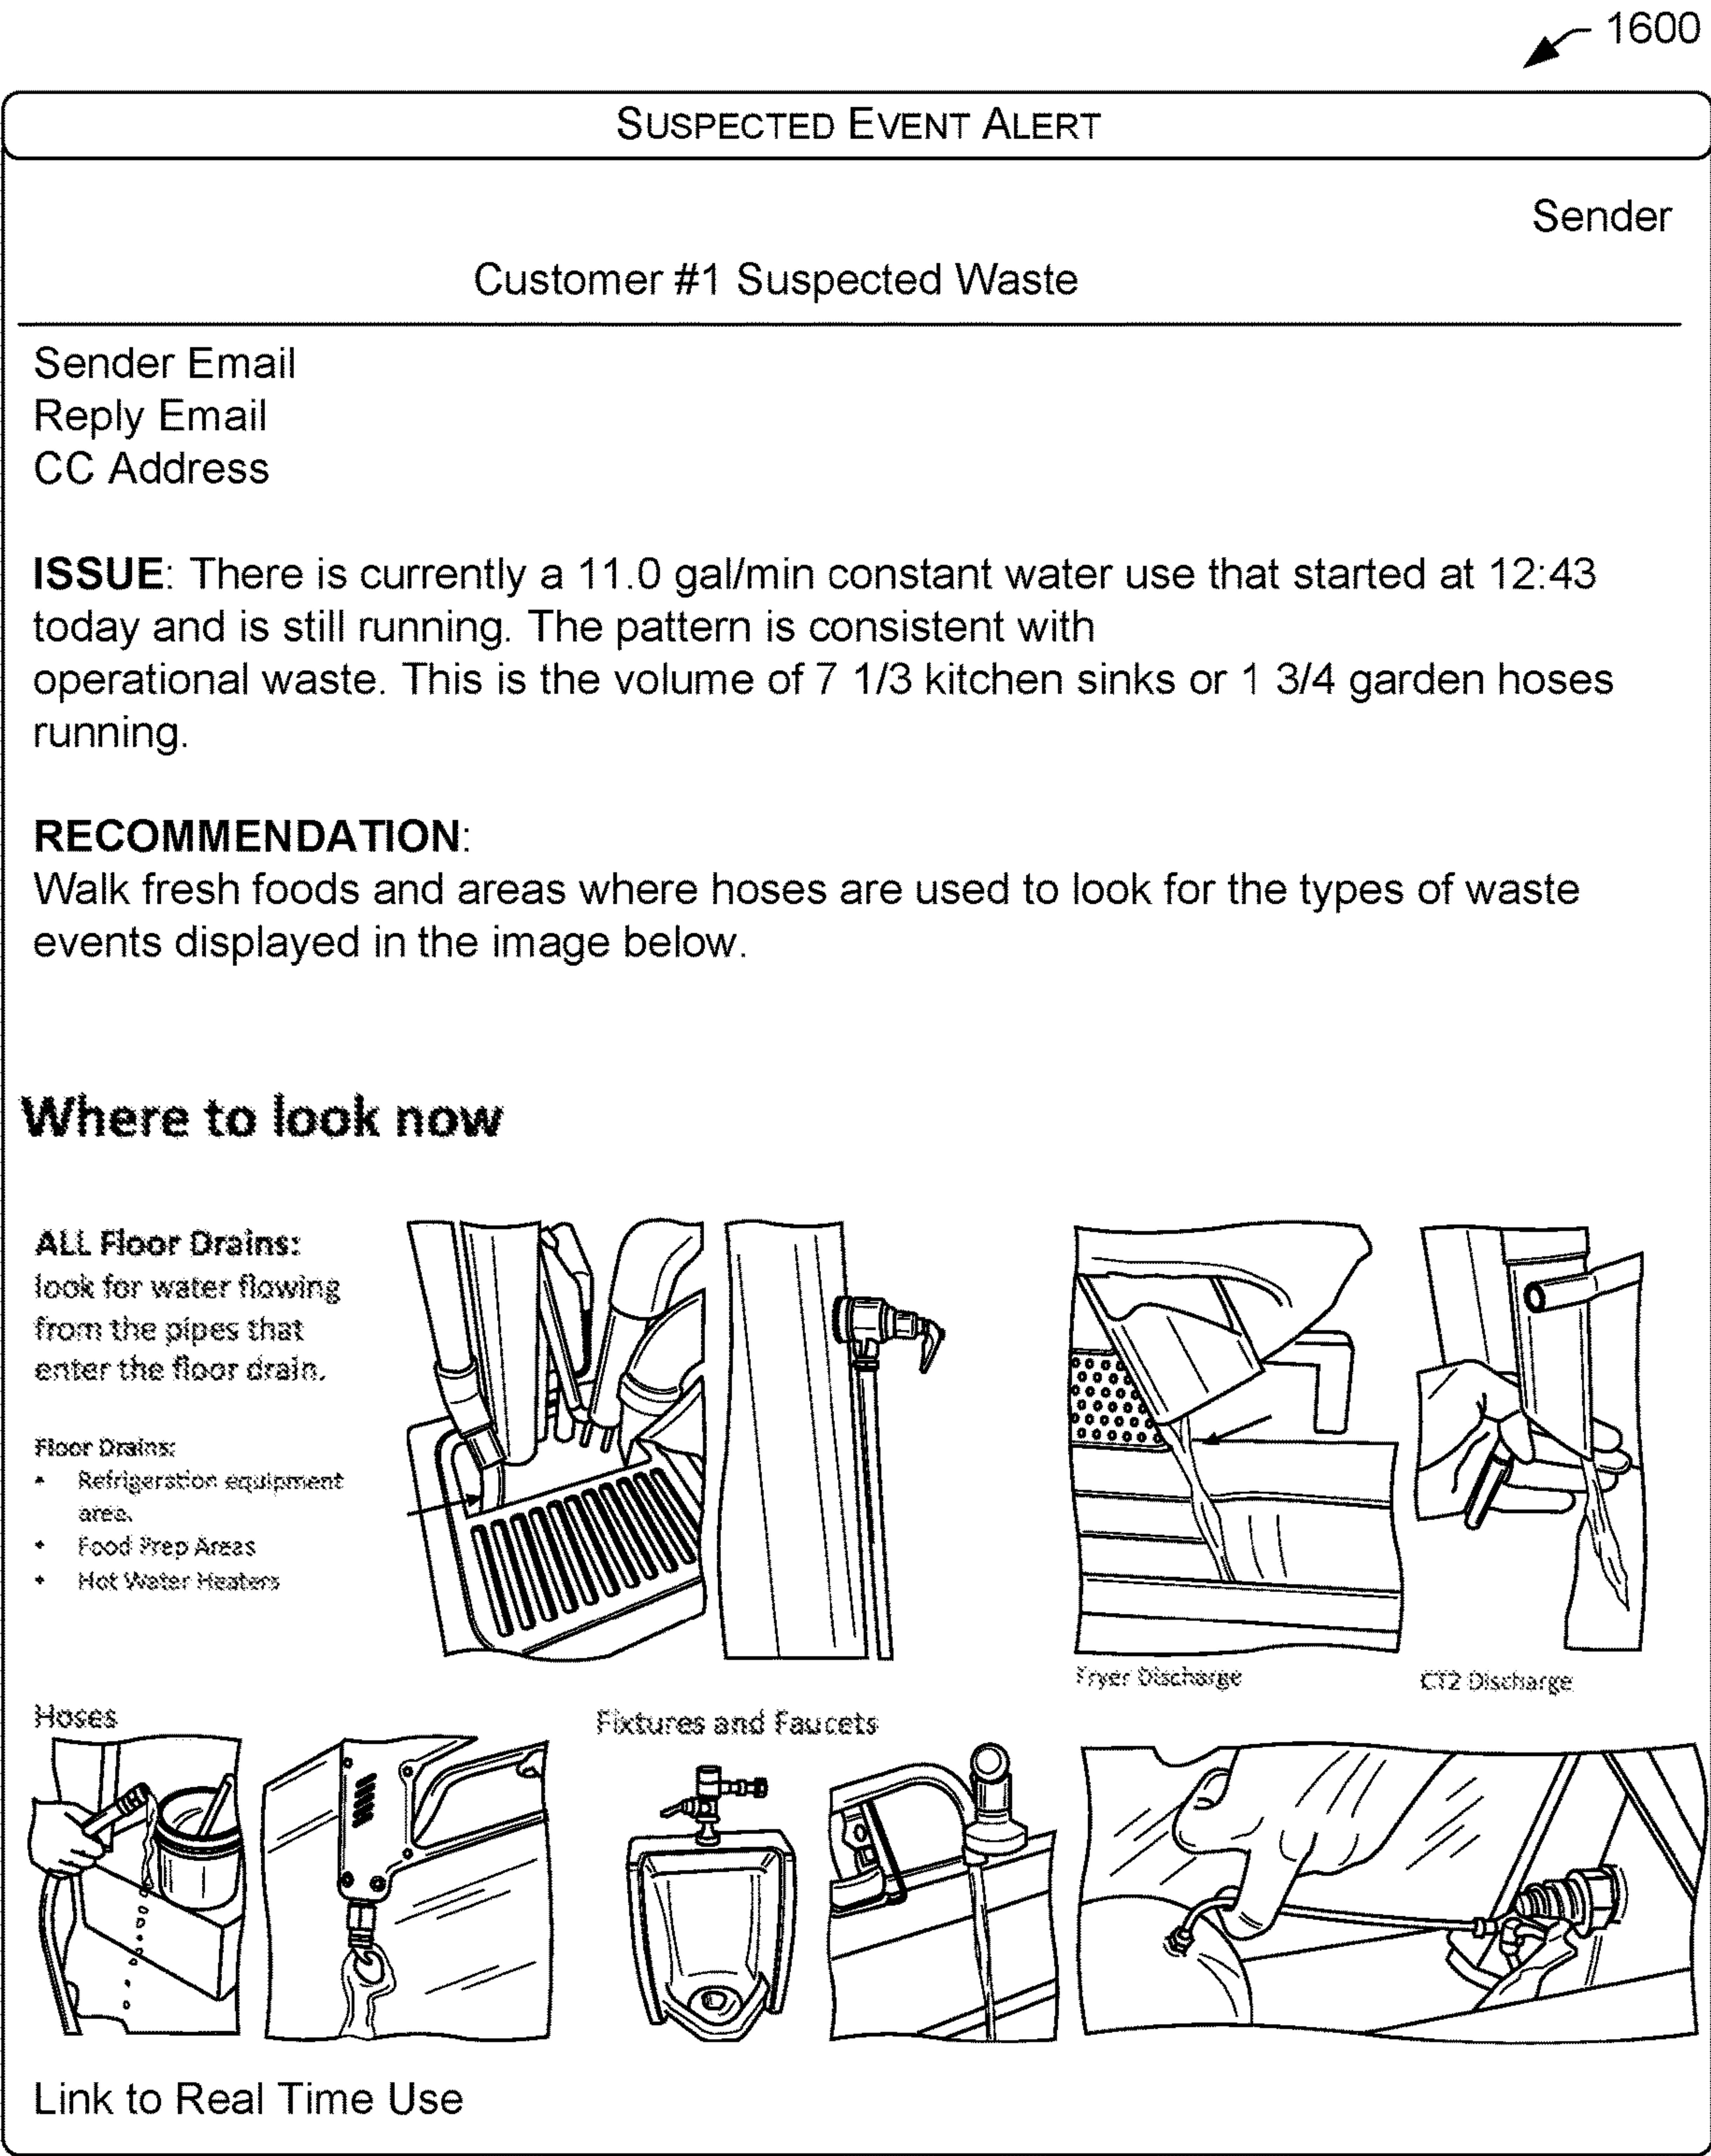 1600
SUSPECTED EVENT ALERT
Sender
Customer #1 Suspected Waste
Sender Email
Reply Email
CC Address
ISSUE: There is currently a 11.0 gal/min constant water use that started at 12:43
today and is still running. The pattern is consistent with
operational waste. This is the volume of 7 1/3 kitchen sinks or 1 3/4 garden hoses
running.
RECOMMENDATION:
Walk fresh foods and areas where hoses are used to look for the types of waste
events displayed in the image below.
Where to look now
ALL Floor Drains:
look for water flowing
from the pipes that
enter the floor drain.
Floor Drains:
• Refrigeration equipment
area.
• Food Prep Areas
• Hot Water Heaters
Fryer Discharge
CT2 Discharge
Hoses
Fixtures and Faucets
Link to Real Time Use